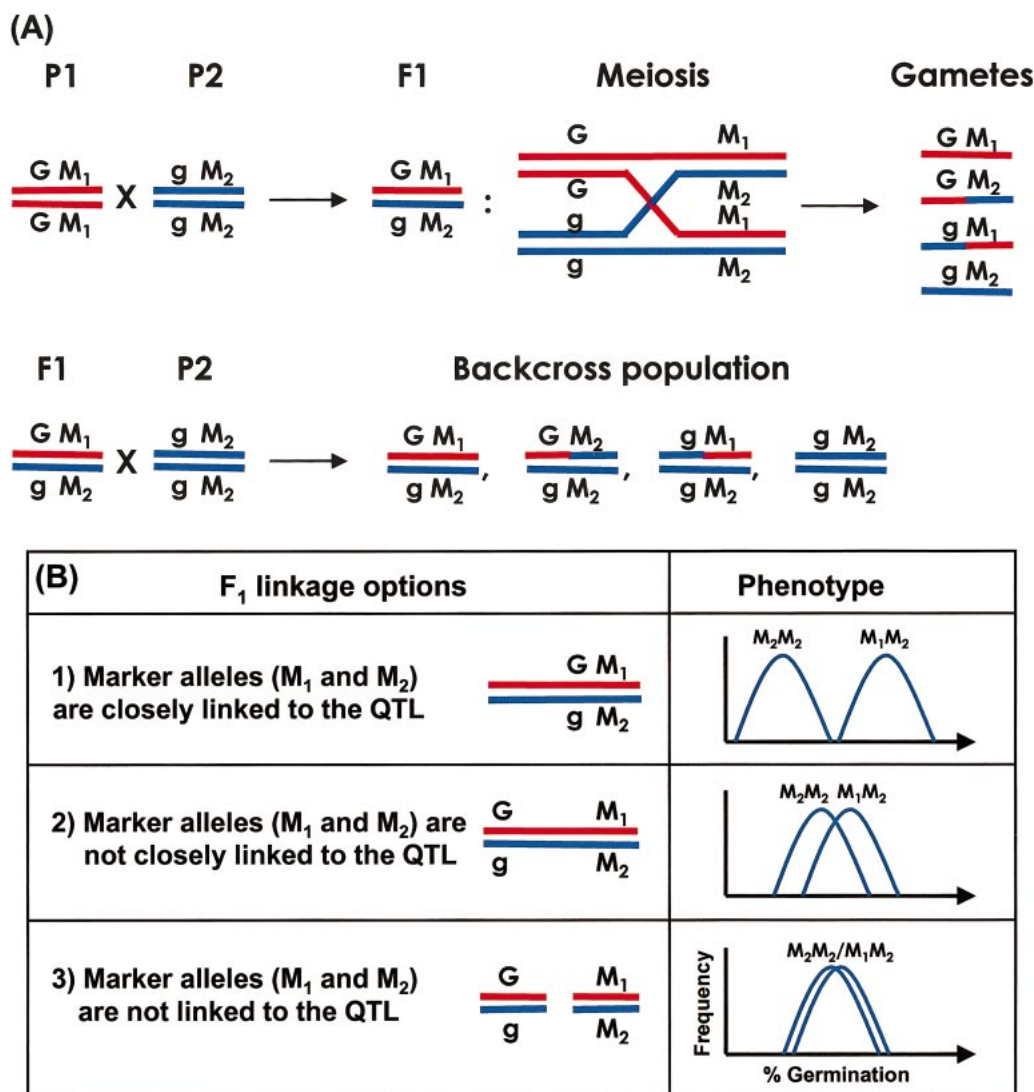 (A)
P1 P2 F1 Meiosis Gametes
G M₁ g M₂ G M₁ G M₁ G M₁
X : G M₂ G M₂
G M₁ g M₂ g M₂ g M₁ g M₁
g M₂ g M₂
F1 P2 Backcross population
G M₁ g M₂ G M₁ G M₂ g M₁ g M₂
X , , ,
g M₂ g M₂ g M₂ g M₂ g M₂ g M₂
(B) F₁ linkage options Phenotype
1) Marker alleles (M₁ and M₂)
are closely linked to the QTL
G M₁
g M₂
M₂M₂ M₁M₂
2) Marker alleles (M₁ and M₂) are
not closely linked to the QTL
G M₁
g M₂
M₂M₂ M₁M₂
3) Marker alleles (M₁ and M₂)
are not linked to the QTL
G M₁
g M₂
M₂M₂/M₁M₂
Frequency
% Germination